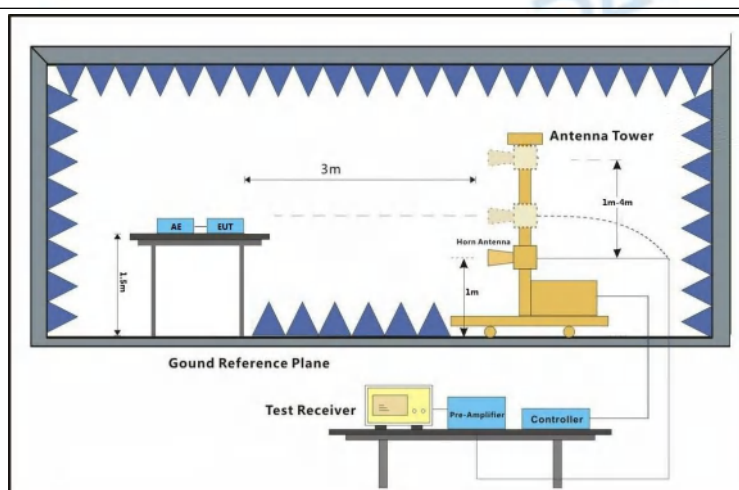 Antenna Tower
3m
1m-4m
AE
EUT
Horn Antenna
1.5m
1m
Gound Reference Plane
Test Receiver
Pre-Amplifier
Controller